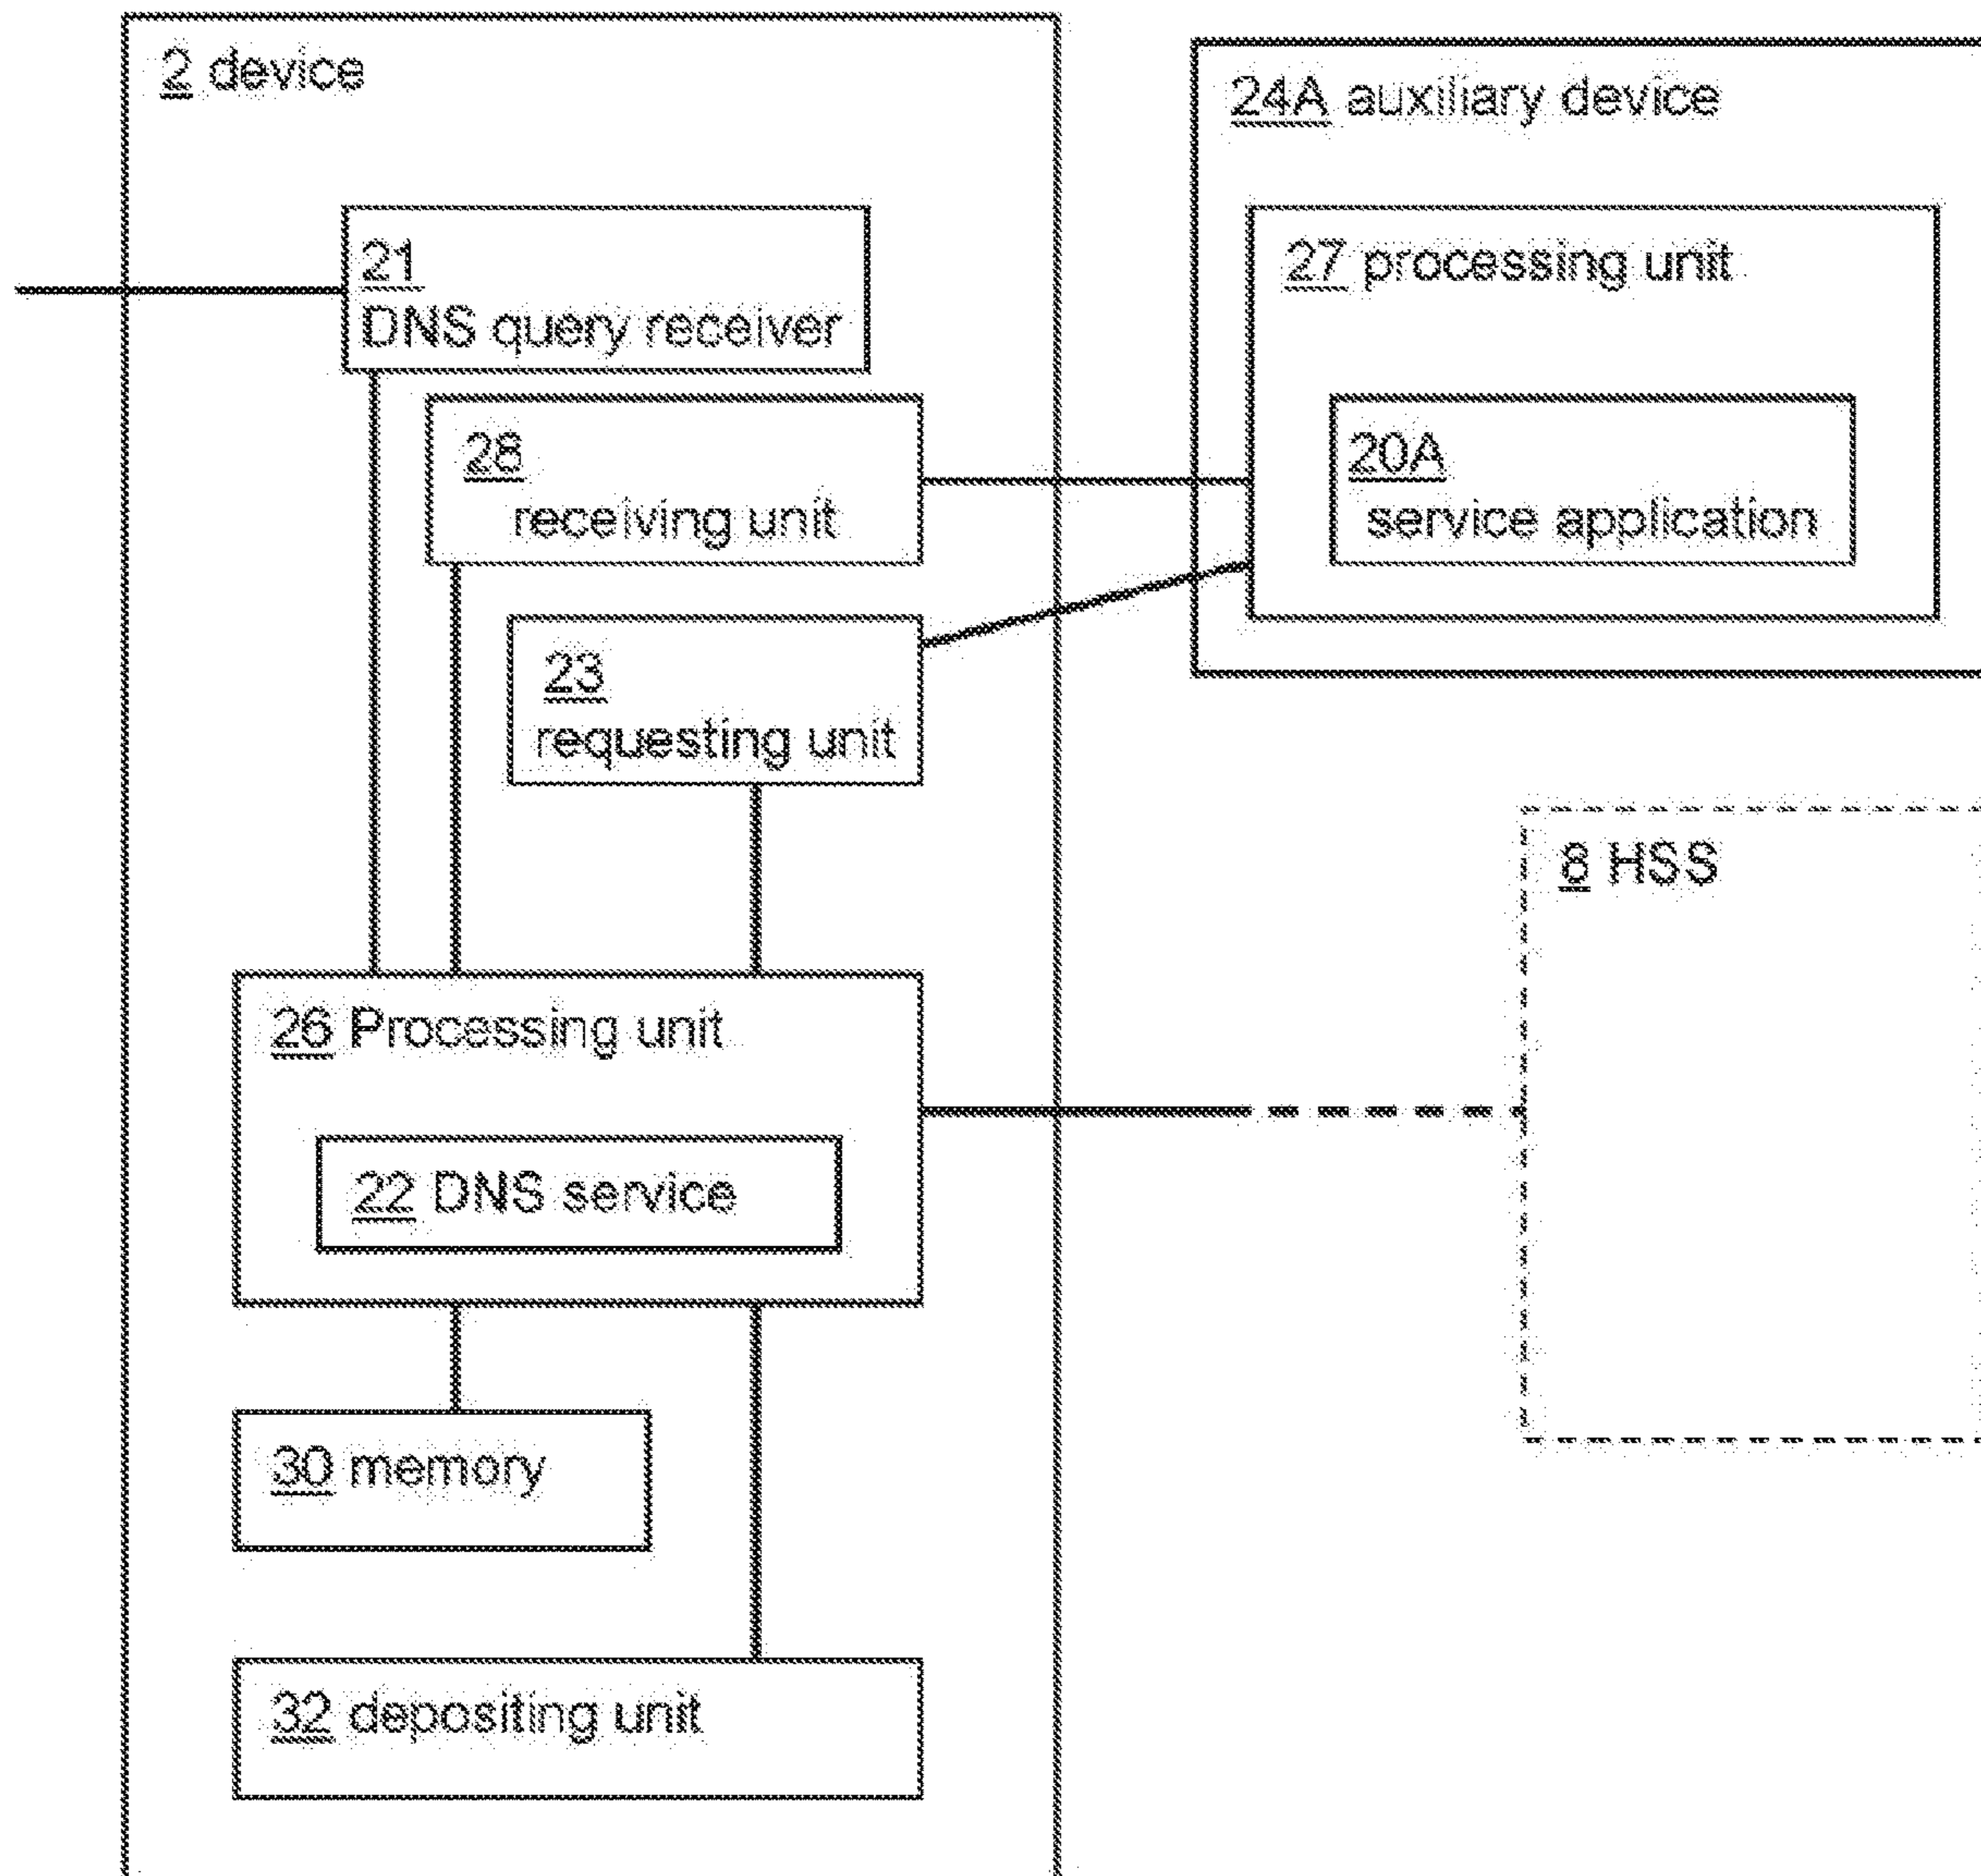 2 device
24A auxiliary device
21
DNS query receiver
27 processing unit
28
receiving unit
20A
service application
23
requesting unit
8 HSS
26 Processing unit
22 DNS service
30 memory
32 depositing unit